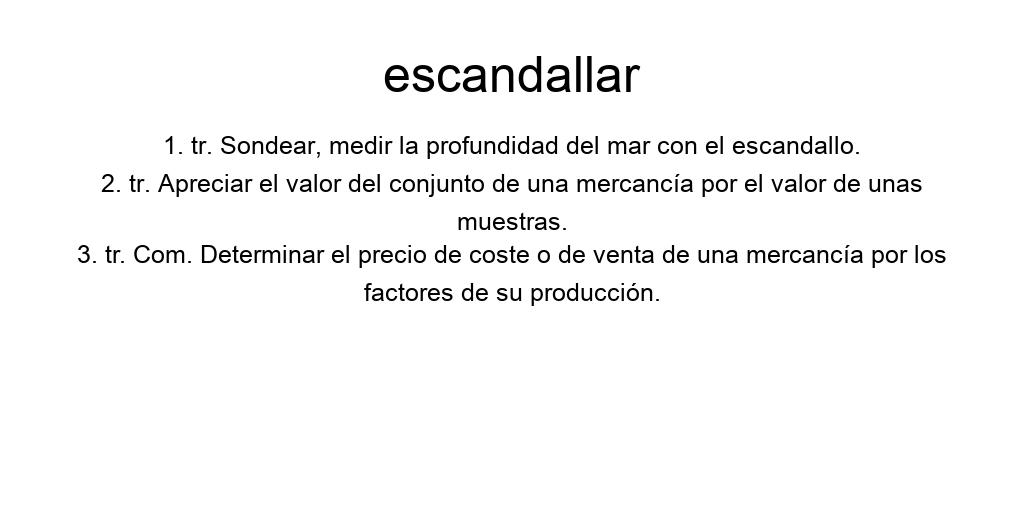 escandallar
1. tr. Sondear, medir la profundidad del mar con el escandallo.
2. tr. Apreciar el valor del conjunto de una mercancía por el valor de unas
muestras.
3. tr. Com. Determinar el precio de coste o de venta de una mercancía por los
factores de su producción.